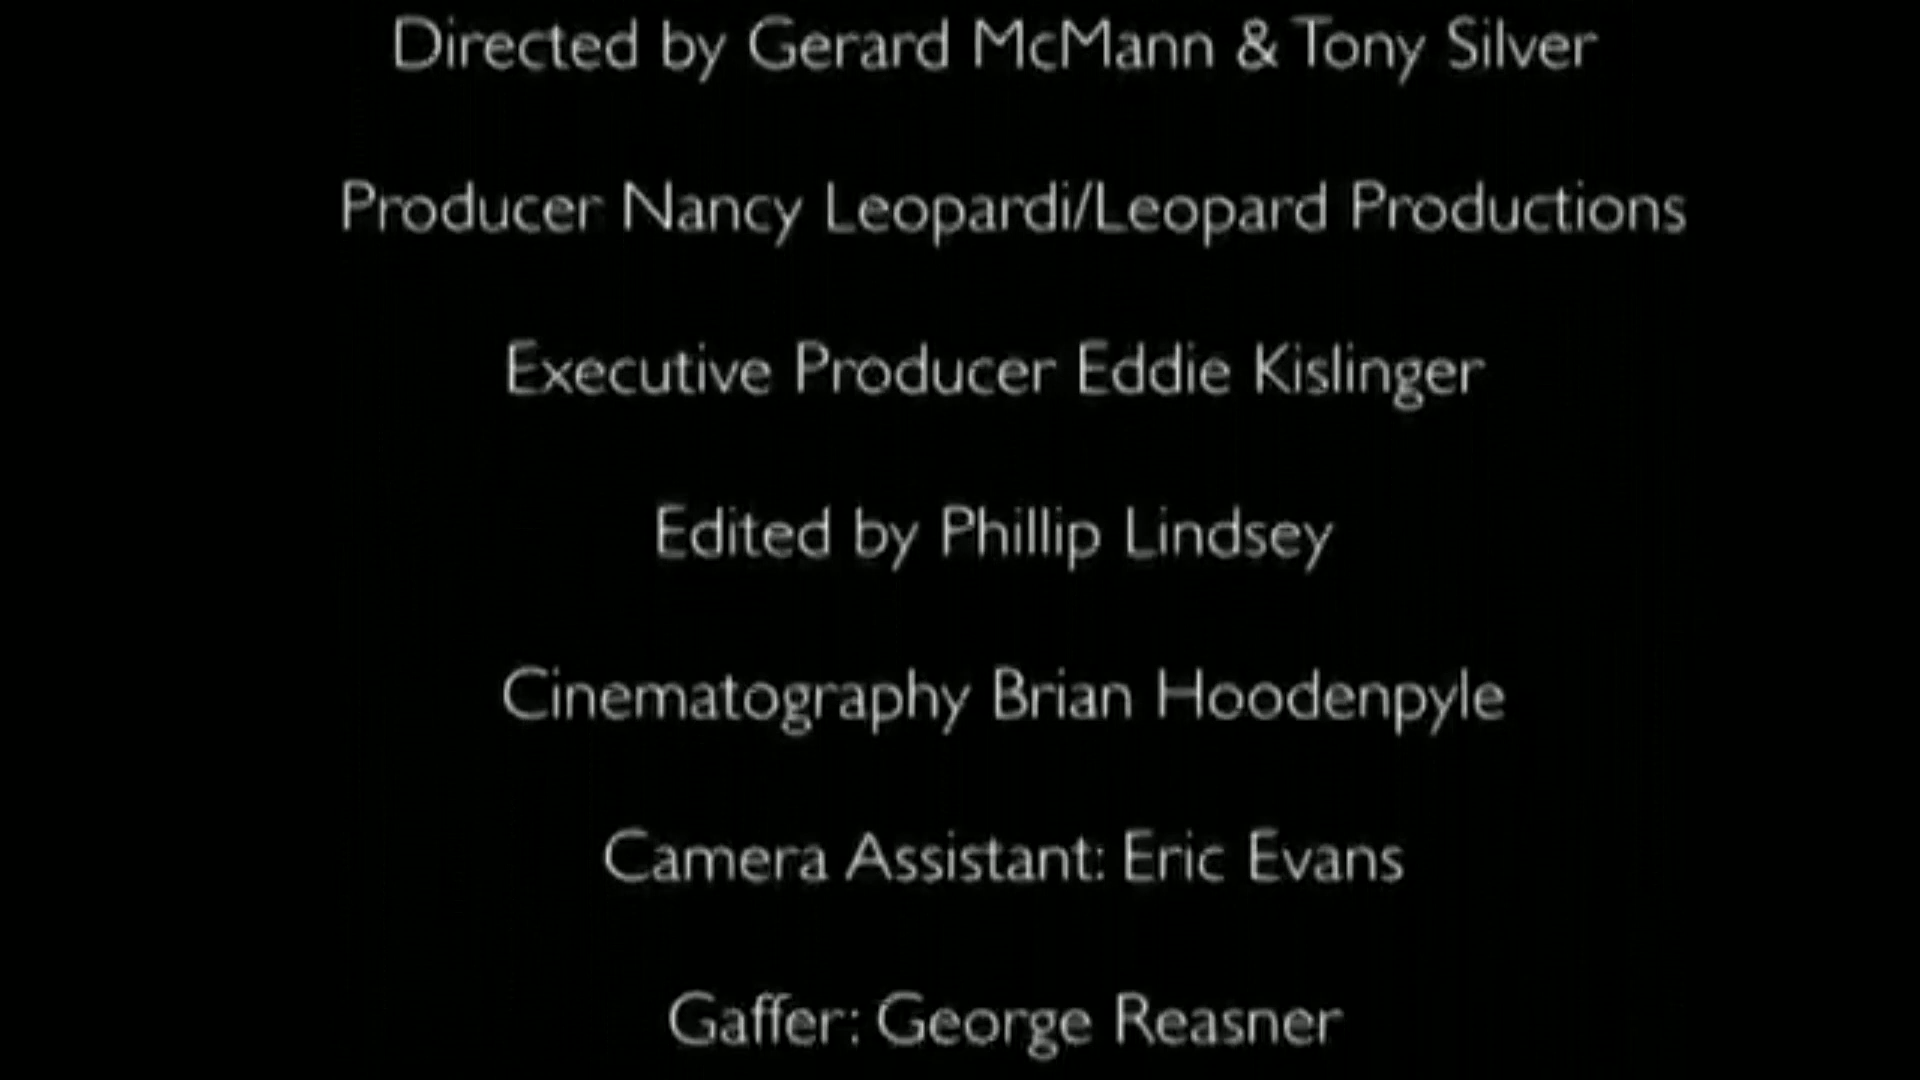 Directed by Gerard McMann & Tony Silver
Producer Nancy Leopardi/Leopard Productions
Executive Producer Eddie Kislinger
Edited by Phillip Lindsey
Cinematography Brian Hoodenpyle
Camera Assistant: Eric Evans
Gaffer: George Reasner